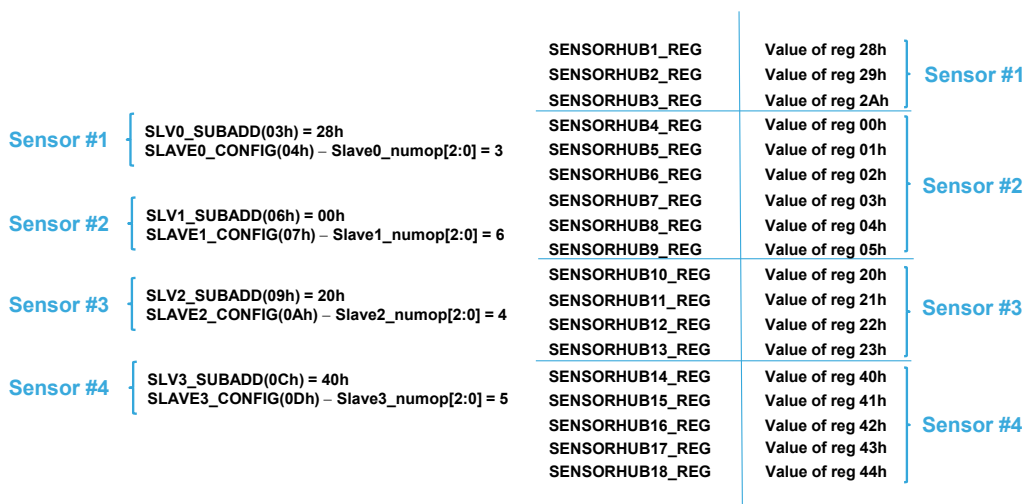 Sensor #1
SLV0_SUBADD(03h) = 28h
SLAVE0_CONFIG(04h) – Slave0_numop[2:0] = 3
Sensor #2
SLV1_SUBADD(06h) = 00h
SLAVE1_CONFIG(07h) – Slave1_numop[2:0] = 6
Sensor #3
SLV2_SUBADD(09h) = 20h
SLAVE2_CONFIG(0Ah) – Slave2_numop[2:0] = 4
Sensor #4
SLV3_SUBADD(0Ch) = 40h
SLAVE3_CONFIG(0Dh) – Slave3_numop[2:0] = 5
SENSORHUB1_REG Value of reg 28h
SENSORHUB2_REG Value of reg 29h
SENSORHUB3_REG Value of reg 2Ah
Sensor #1
SENSORHUB4_REG Value of reg 00h
SENSORHUB5_REG Value of reg 01h
SENSORHUB6_REG Value of reg 02h
SENSORHUB7_REG Value of reg 03h
SENSORHUB8_REG Value of reg 04h
SENSORHUB9_REG Value of reg 05h
Sensor #2
SENSORHUB10_REG Value of reg 20h
SENSORHUB11_REG Value of reg 21h
SENSORHUB12_REG Value of reg 22h
SENSORHUB13_REG Value of reg 23h
Sensor #3
SENSORHUB14_REG Value of reg 40h
SENSORHUB15_REG Value of reg 41h
SENSORHUB16_REG Value of reg 42h
SENSORHUB17_REG Value of reg 43h
SENSORHUB18_REG Value of reg 44h
Sensor #4